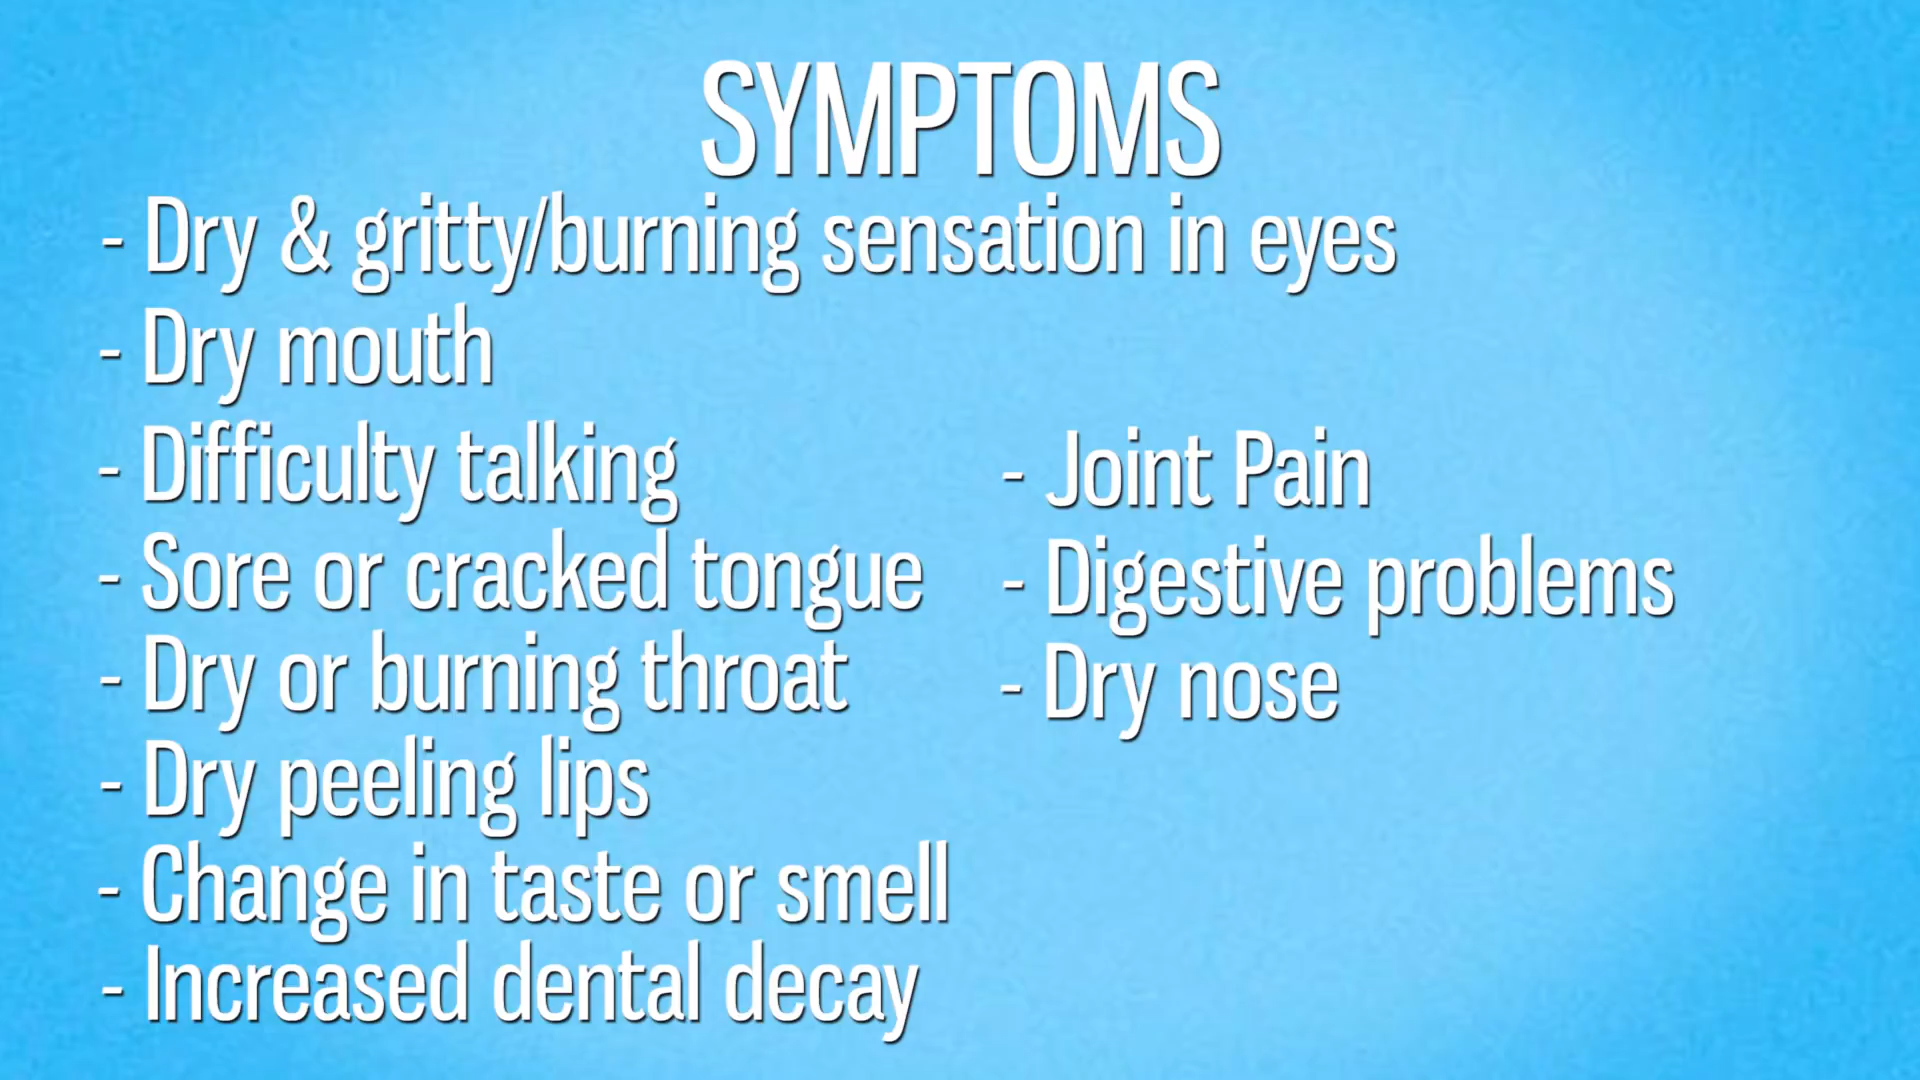 SYMPTOMS
- Dry & gritty/burning sensation in eyes
- Dry mouth
- Difficulty talking
- Sore or cracked tongue
- Dry or burning throat
- Dry peeling lips
- Change in taste or smell
- Increased dental decay
- Joint Pain
- Digestive problems
- Dry nose